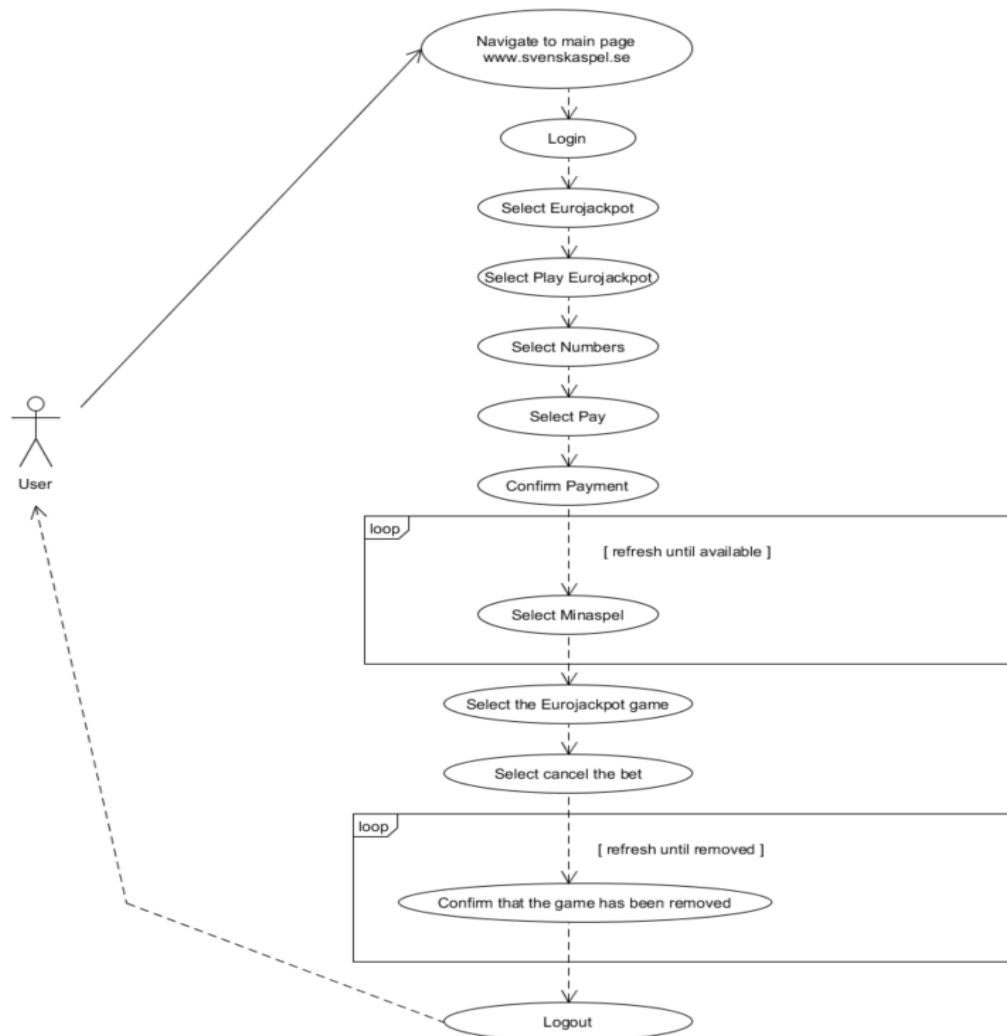 Navigate to main page
www.svenskaspel.se
Login
Select Eurojackpot
Select Play Eurojackpot
Select Numbers
Select Pay
User
Confirm Payment
loop
[ refresh until available ]
Select Minaspel
Select the Eurojackpot game
Select cancel the bet
loop
[ refresh until removed ]
Confirm that the game has been removed
Logout